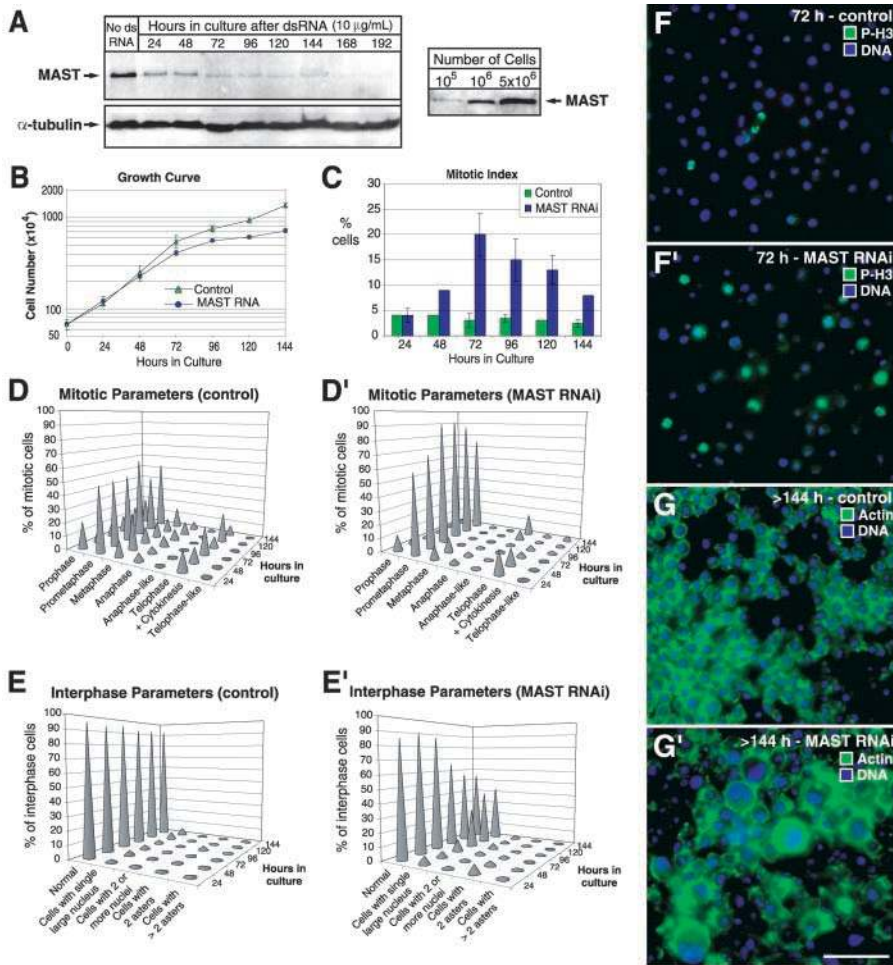 A
No ds RNA
Hours in culture after dsRNA (10 µg/mL)
24 48 72 96 120 144 168 192
MAST
α-tubulin
Number of Cells
10⁵ 10⁶ 5x10⁶
MAST
B
Growth Curve
Cell Number (x10⁴)
2000
1000
100
50
Control
MAST RNA
0 24 48 72 96 120 144
Hours in Culture
C
Mitotic Index
% cells
30
25
20
15
10
5
0
Control
MAST RNAi
24 48 72 96 120 144
Hours in Culture
D
Mitotic Parameters (control)
% of mitotic cells
100
90
80
70
60
50
40
30
20
10
0
Prophase
Prometaphase
Metaphase
Anaphase
Anaphase-like
Telophase
+ Cytokinesis
Telophase-like
24
48
72
96
120
144
Hours in
culture
D'
Mitotic Parameters (MAST RNAi)
% of mitotic cells
100
90
80
70
60
50
40
30
20
10
0
Prophase
Prometaphase
Metaphase
Anaphase
Anaphase-like
Telophase
+ Cytokinesis
Telophase-like
24
48
72
96
120
144
Hours in
culture
E
Interphase Parameters (control)
% of interphase cells
100
90
80
70
60
50
40
30
20
10
0
Normal
Cells with single
large nucleus
Cells with 2 or
more nuclei
Cells with
2 asters
Cells with
> 2 asters
24
48
72
96
120
144
Hours in
culture
E'
Interphase Parameters (MAST RNAi)
% of interphase cells
100
90
80
70
60
50
40
30
20
10
0
Normal
Cells with single
large nucleus
Cells with 2 or
more nuclei
Cells with
2 asters
Cells with
> 2 asters
24
48
72
96
120
144
Hours in
culture
F
72 h - control
P-H3
DNA
F'
72 h - MAST RNAi
P-H3
DNA
G
>144 h - control
Actin
DNA
G'
>144 h - MAST RNAi
Actin
DNA